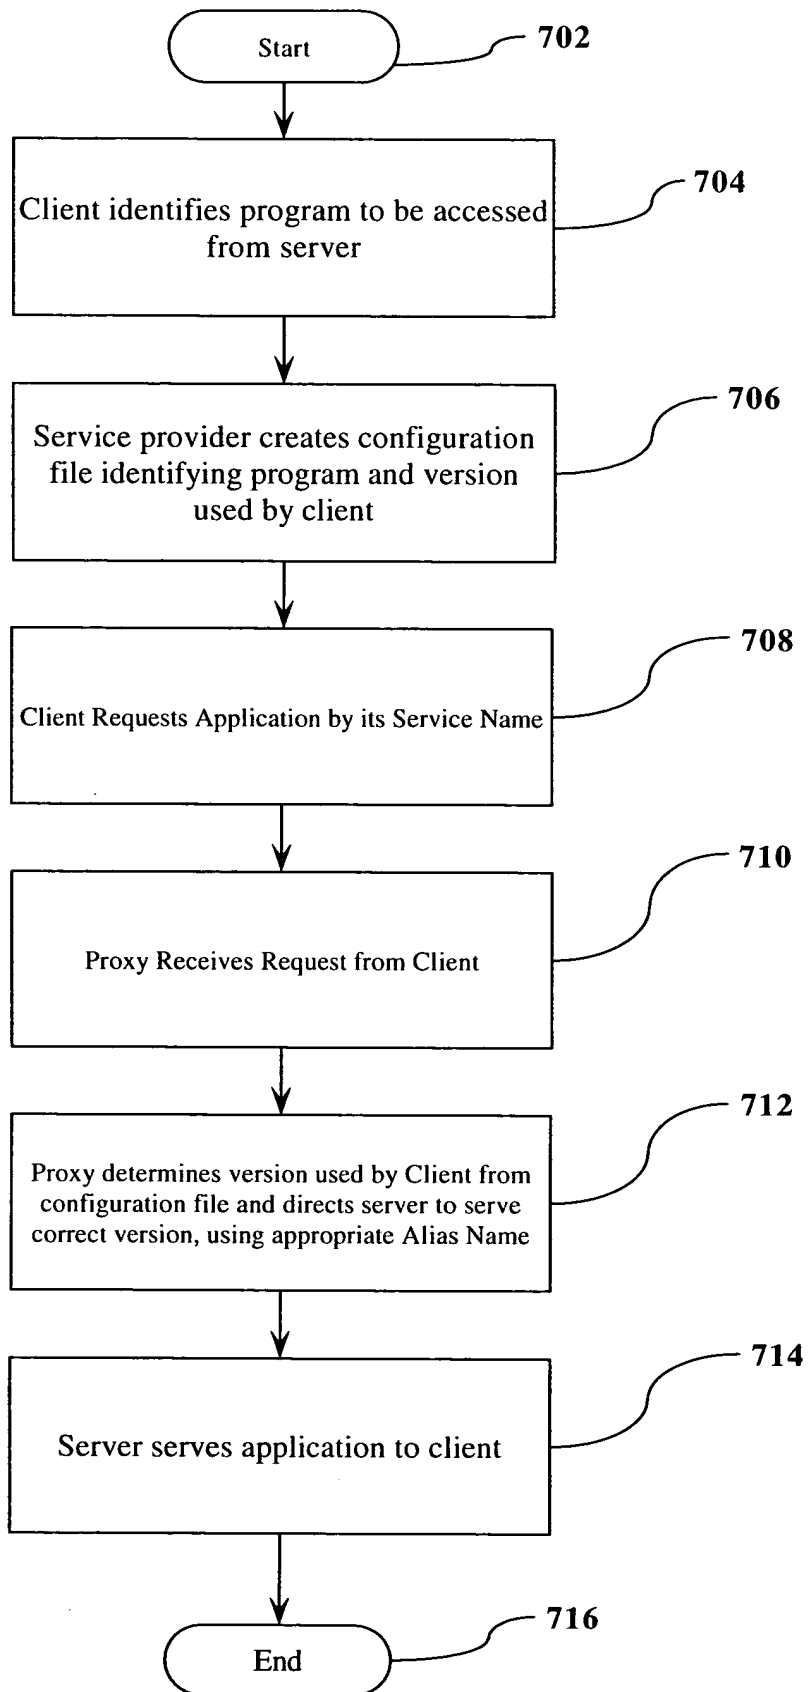 Start
702
Client identifies program to be accessed
from server
704
Service provider creates configuration
file identifying program and version
used by client
706
Client Requests Application by its Service Name
708
Proxy Receives Request from Client
710
Proxy determines version used by Client from
configuration file and directs server to serve
correct version, using appropriate Alias Name
712
Server serves application to client
714
End
716